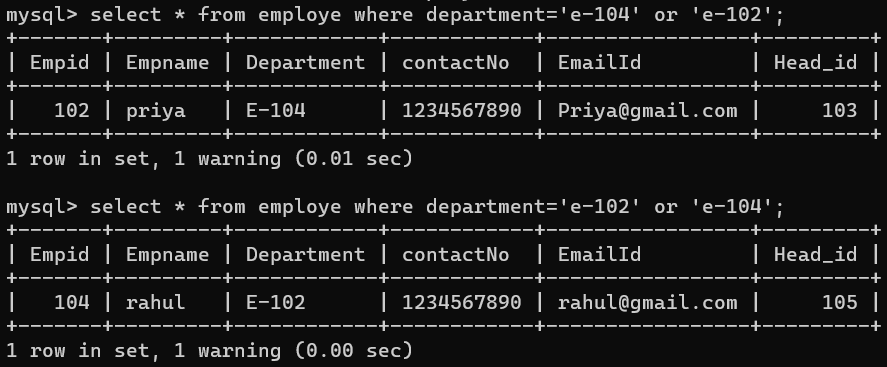 mysql> select * from employe where department='e-104' or 'e-102';
+-------+---------+------------+------------+-----------------+---------+
| Empid | Empname | Department | contactNo  | EmailId         | Head_id |
+-------+---------+------------+------------+-----------------+---------+
|   102 | priya   | E-104      | 1234567890 | Priya@gmail.com |     103 |
+-------+---------+------------+------------+-----------------+---------+
1 row in set, 1 warning (0.01 sec)

mysql> select * from employe where department='e-102' or 'e-104';
+-------+---------+------------+------------+-----------------+---------+
| Empid | Empname | Department | contactNo  | EmailId         | Head_id |
+-------+---------+------------+------------+-----------------+---------+
|   104 | rahul   | E-102      | 1234567890 | rahul@gmail.com |     105 |
+-------+---------+------------+------------+-----------------+---------+
1 row in set, 1 warning (0.00 sec)